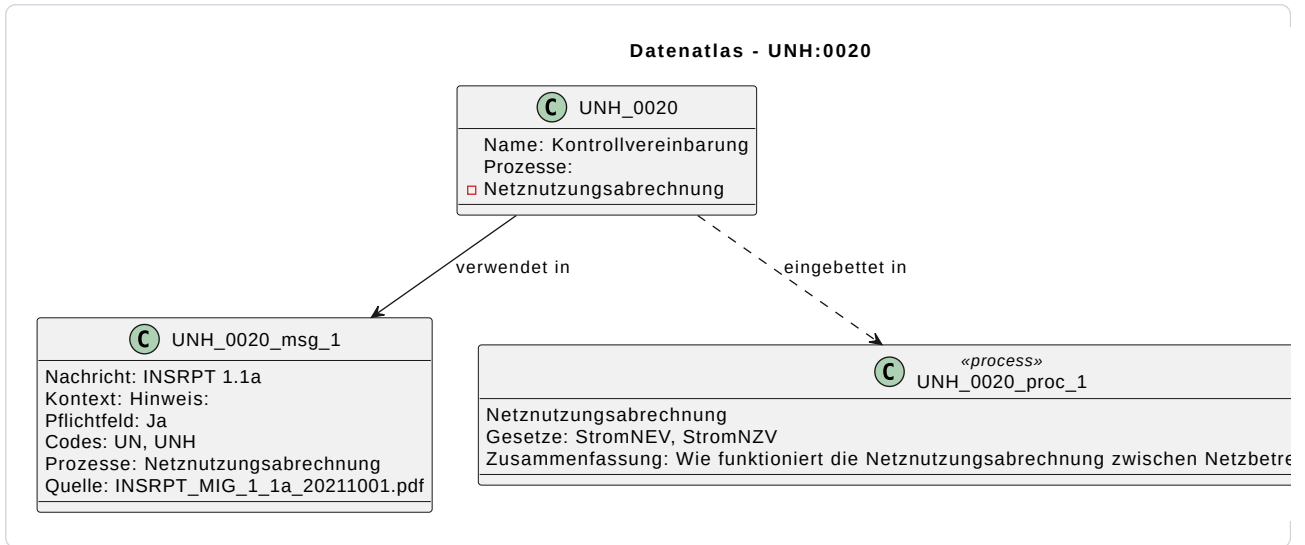 Datenatlas - UNH:0020
C UNH_0020
Name: Kontrollvereinbarung
Prozesse:
Netznutzungsabrechnung
verwendet in
eingebettet in
C UNH_0020_msg_1
Nachricht: INSRPT 1.1a
Kontext: Hinweis:
Pflichtfeld: Ja
Codes: UN, UNH
Prozesse: Netznutzungsabrechnung
Quelle: INSRPT_MIG_1_1a_20211001.pdf
«process»
C UNH_0020_proc_1
Netznutzungsabrechnung
Gesetze: StromNEV, StromNZV
Zusammenfassung: Wie funktioniert die Netznutzungsabrechnung zwischen Netzbetre